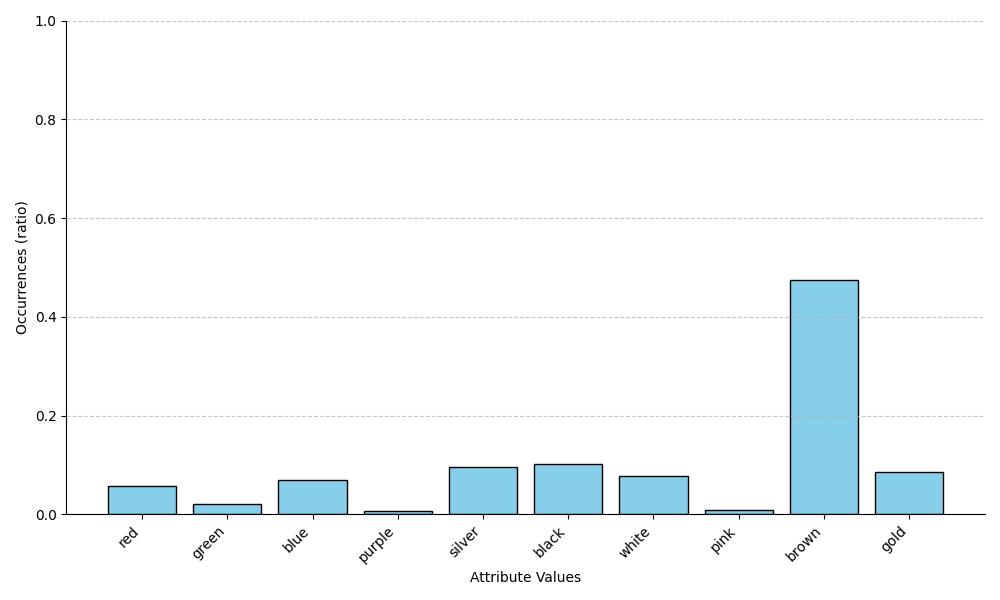 1.0
0.8
0.6
0.4
0.2
0.0
Occurrences (ratio)
red
green
blue
purple
silver
black
white
pink
brown
gold
Attribute Values